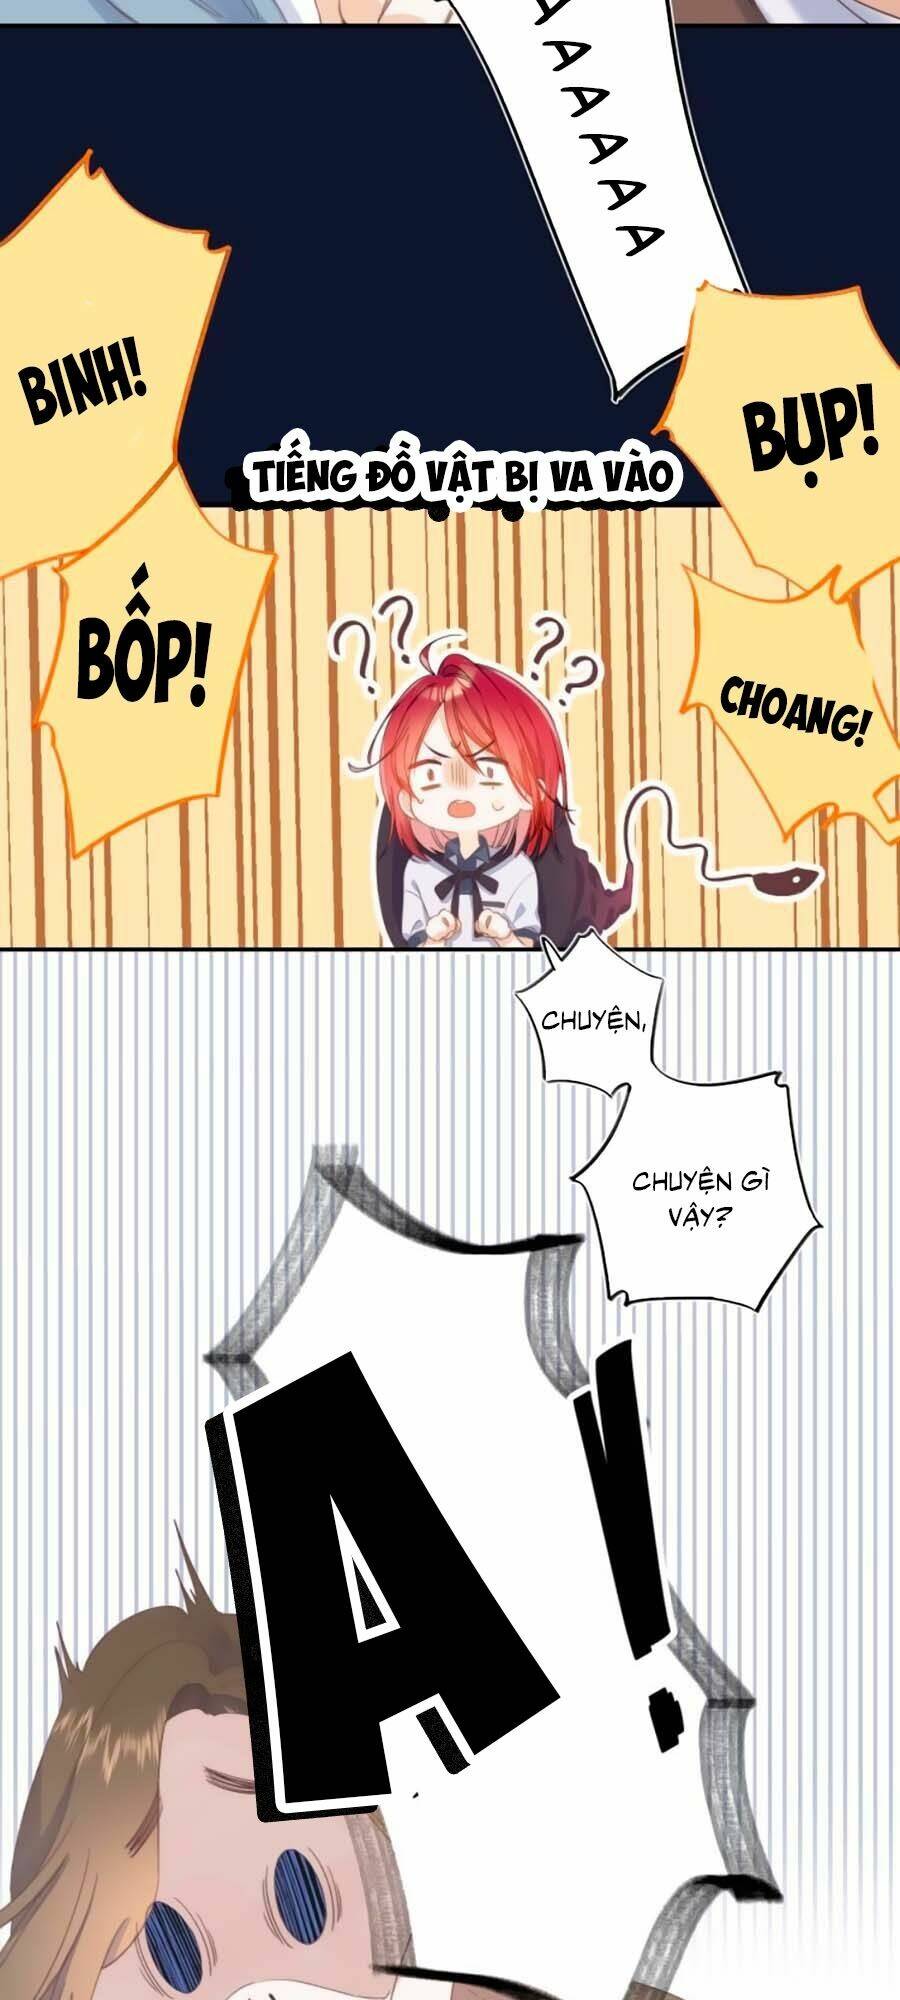 AAAAAA
BINH!
BỤP!
TIẾNG ĐỒ VẬT BỊ VA VÀO
BỐP!
CHOANG!
????
CHUYỆN,
CHUYỆN GÌ
VẬY?
A!